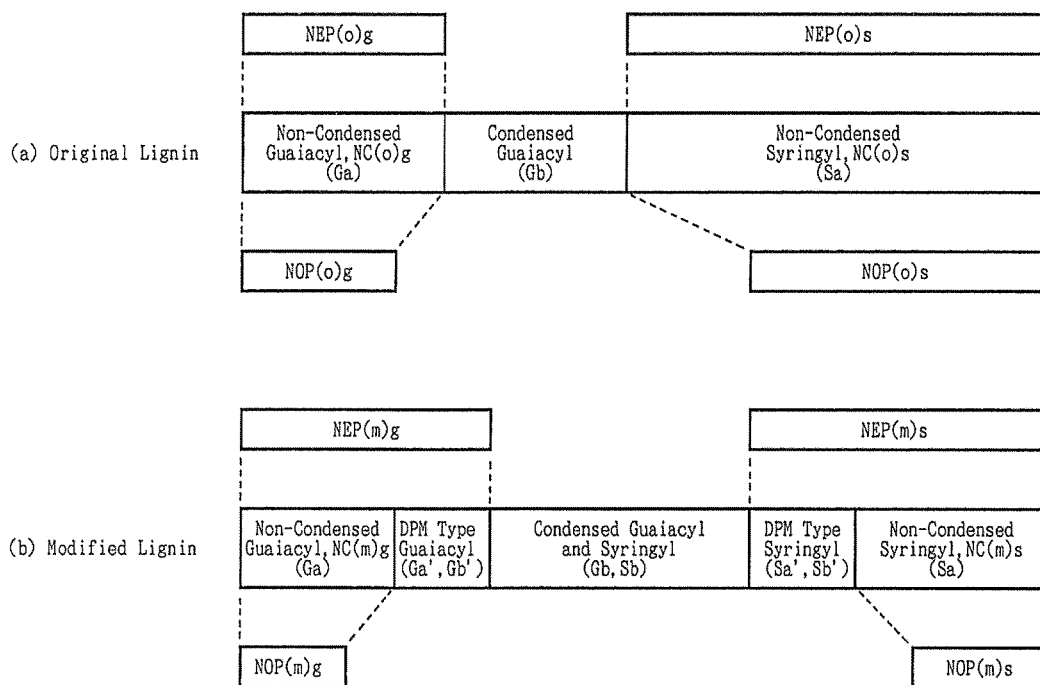 NEP(o)g
NEP(o)s
(a) Original Lignin
Non-Condensed
Guaiacyl,NC(o)g
(Ga)
Condensed
Guaiacyl
(Gb)
Non-Condensed
Syringyl,NC(o)s
(Sa)
NOP(o)g
NOP(o)s
NEP(m)g
NEP(m)s
(b) Modified Lignin
Non-Condensed
Guaiacyl,NC(m)g
(Ga)
DPM Type
Guaiacyl
(Ga',Gb')
Condensed Guaiacyl
and Syringyl
(Gb,Sb)
DPM Type
Syringyl
(Sa',Sb')
Non-Condensed
Syringyl,NC(m)s
(Sa)
NOP(m)g
NOP(m)s